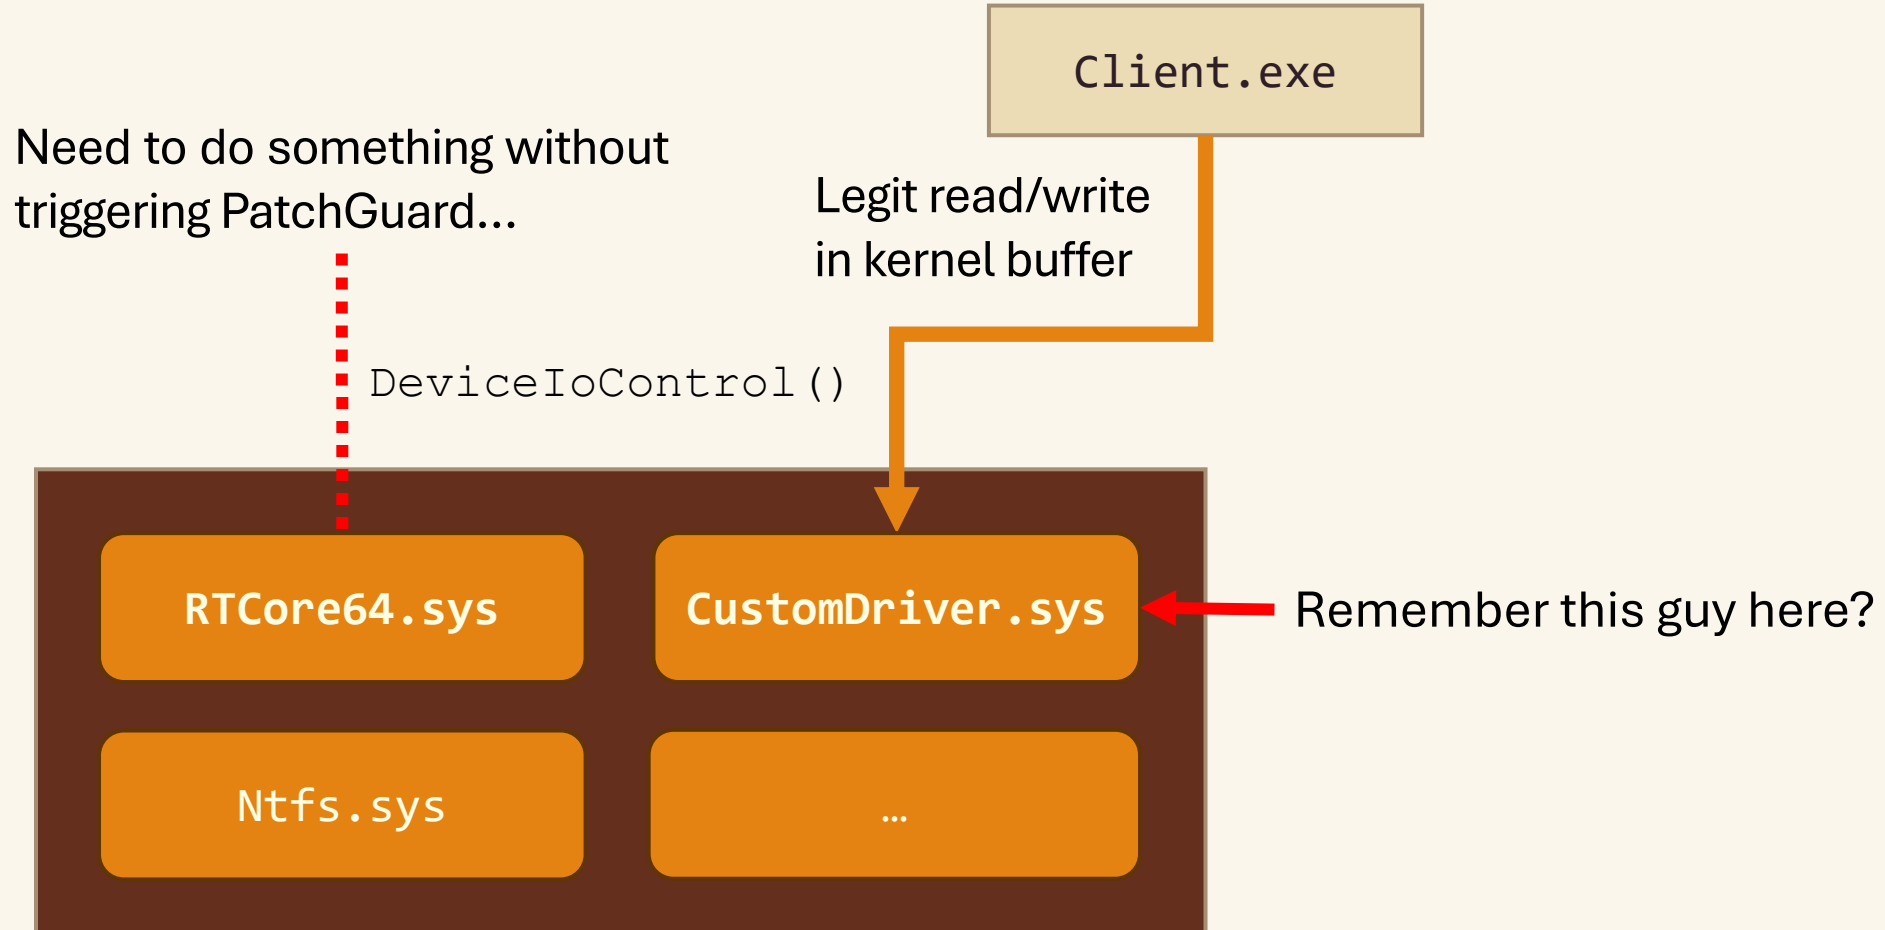 Client.exe
Need to do something without
triggering PatchGuard...
Legit read/write
in kernel buffer
DeviceIoControl()
RTCore64.sys
CustomDriver.sys
Remember this guy here?
Ntfs.sys
…